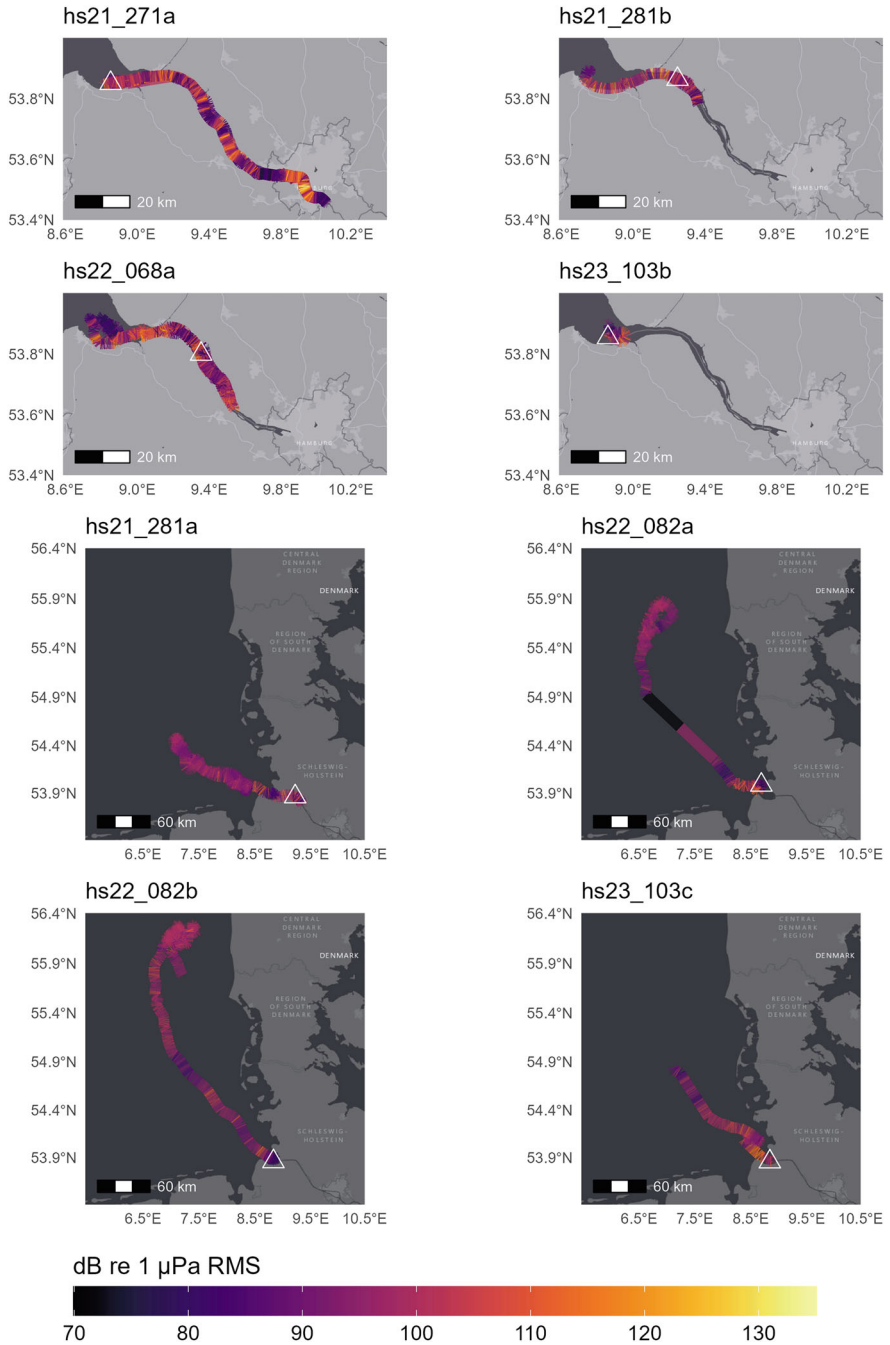 hs21_271a
53.8°N
53.6°N
53.4°N
20 km
HAMBURG
8.6°E 9.0°E 9.4°E 9.8°E 10.2°E
hs21_281b
53.8°N
53.6°N
53.4°N
20 km
HAMBURG
8.6°E 9.0°E 9.4°E 9.8°E 10.2°E
hs22_068a
53.8°N
53.6°N
53.4°N
20 km
HAMBURG
8.6°E 9.0°E 9.4°E 9.8°E 10.2°E
hs23_103b
53.8°N
53.6°N
53.4°N
20 km
HAMBURG
8.6°E 9.0°E 9.4°E 9.8°E 10.2°E
hs21_281a
56.4°N
55.9°N
55.4°N
54.9°N
54.4°N
53.9°N
CENTRAL
DENMARK
REGION
DENMARK
REGION
OF SOUTH
DENMARK
SCHLESWIG-
HOLSTEIN
60 km
6.5°E 7.5°E 8.5°E 9.5°E 10.5°E
hs22_082a
56.4°N
55.9°N
55.4°N
54.9°N
54.4°N
53.9°N
CENTRAL
DENMARK
REGION
DENMARK
REGION
OF SOUTH
DENMARK
SCHLESWIG-
HOLSTEIN
60 km
6.5°E 7.5°E 8.5°E 9.5°E 10.5°E
hs22_082b
56.4°N
55.9°N
55.4°N
54.9°N
54.4°N
53.9°N
CENTRAL
DENMARK
REGION
DENMARK
REGION
OF SOUTH
DENMARK
SCHLESWIG-
HOLSTEIN
60 km
6.5°E 7.5°E 8.5°E 9.5°E 10.5°E
hs23_103c
56.4°N
55.9°N
55.4°N
54.9°N
54.4°N
53.9°N
CENTRAL
DENMARK
REGION
DENMARK
REGION
OF SOUTH
DENMARK
SCHLESWIG-
HOLSTEIN
60 km
6.5°E 7.5°E 8.5°E 9.5°E 10.5°E
dB re 1 µPa RMS
70 80 90 100 110 120 130